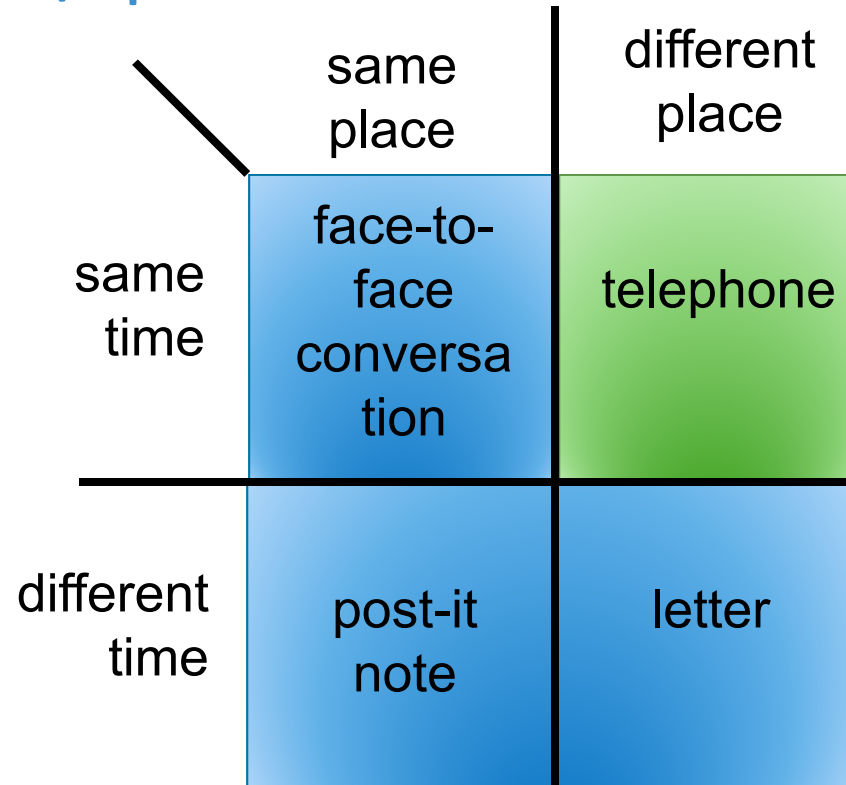 same
place
different
place
same
time
face-to-
face
conversa
tion
telephone
different
time
post-it
note
letter